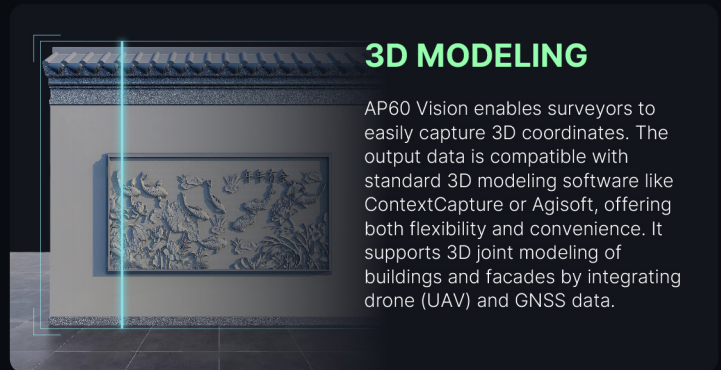 3D MODELING
AP60 Vision enables surveyors to
easily capture 3D coordinates. The
output data is compatible with
standard 3D modeling software like
ContextCapture or Agisoft, offering
both flexibility and convenience. It
supports 3D joint modeling of
buildings and facades by integrating
drone (UAV) and GNSS data.